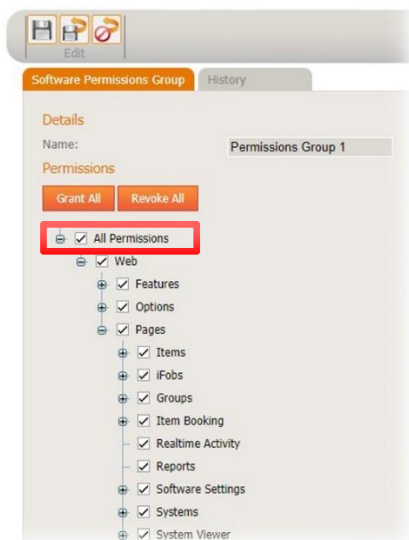 Edit
Software Permissions Group
History
Details
Name:
Permissions Group 1
Permissions
Grant All
Revoke All
All Permissions
Web
Features
Options
Pages
Items
iFobs
Groups
Item Booking
Realtime Activity
Reports
Software Settings
Systems
System Viewer